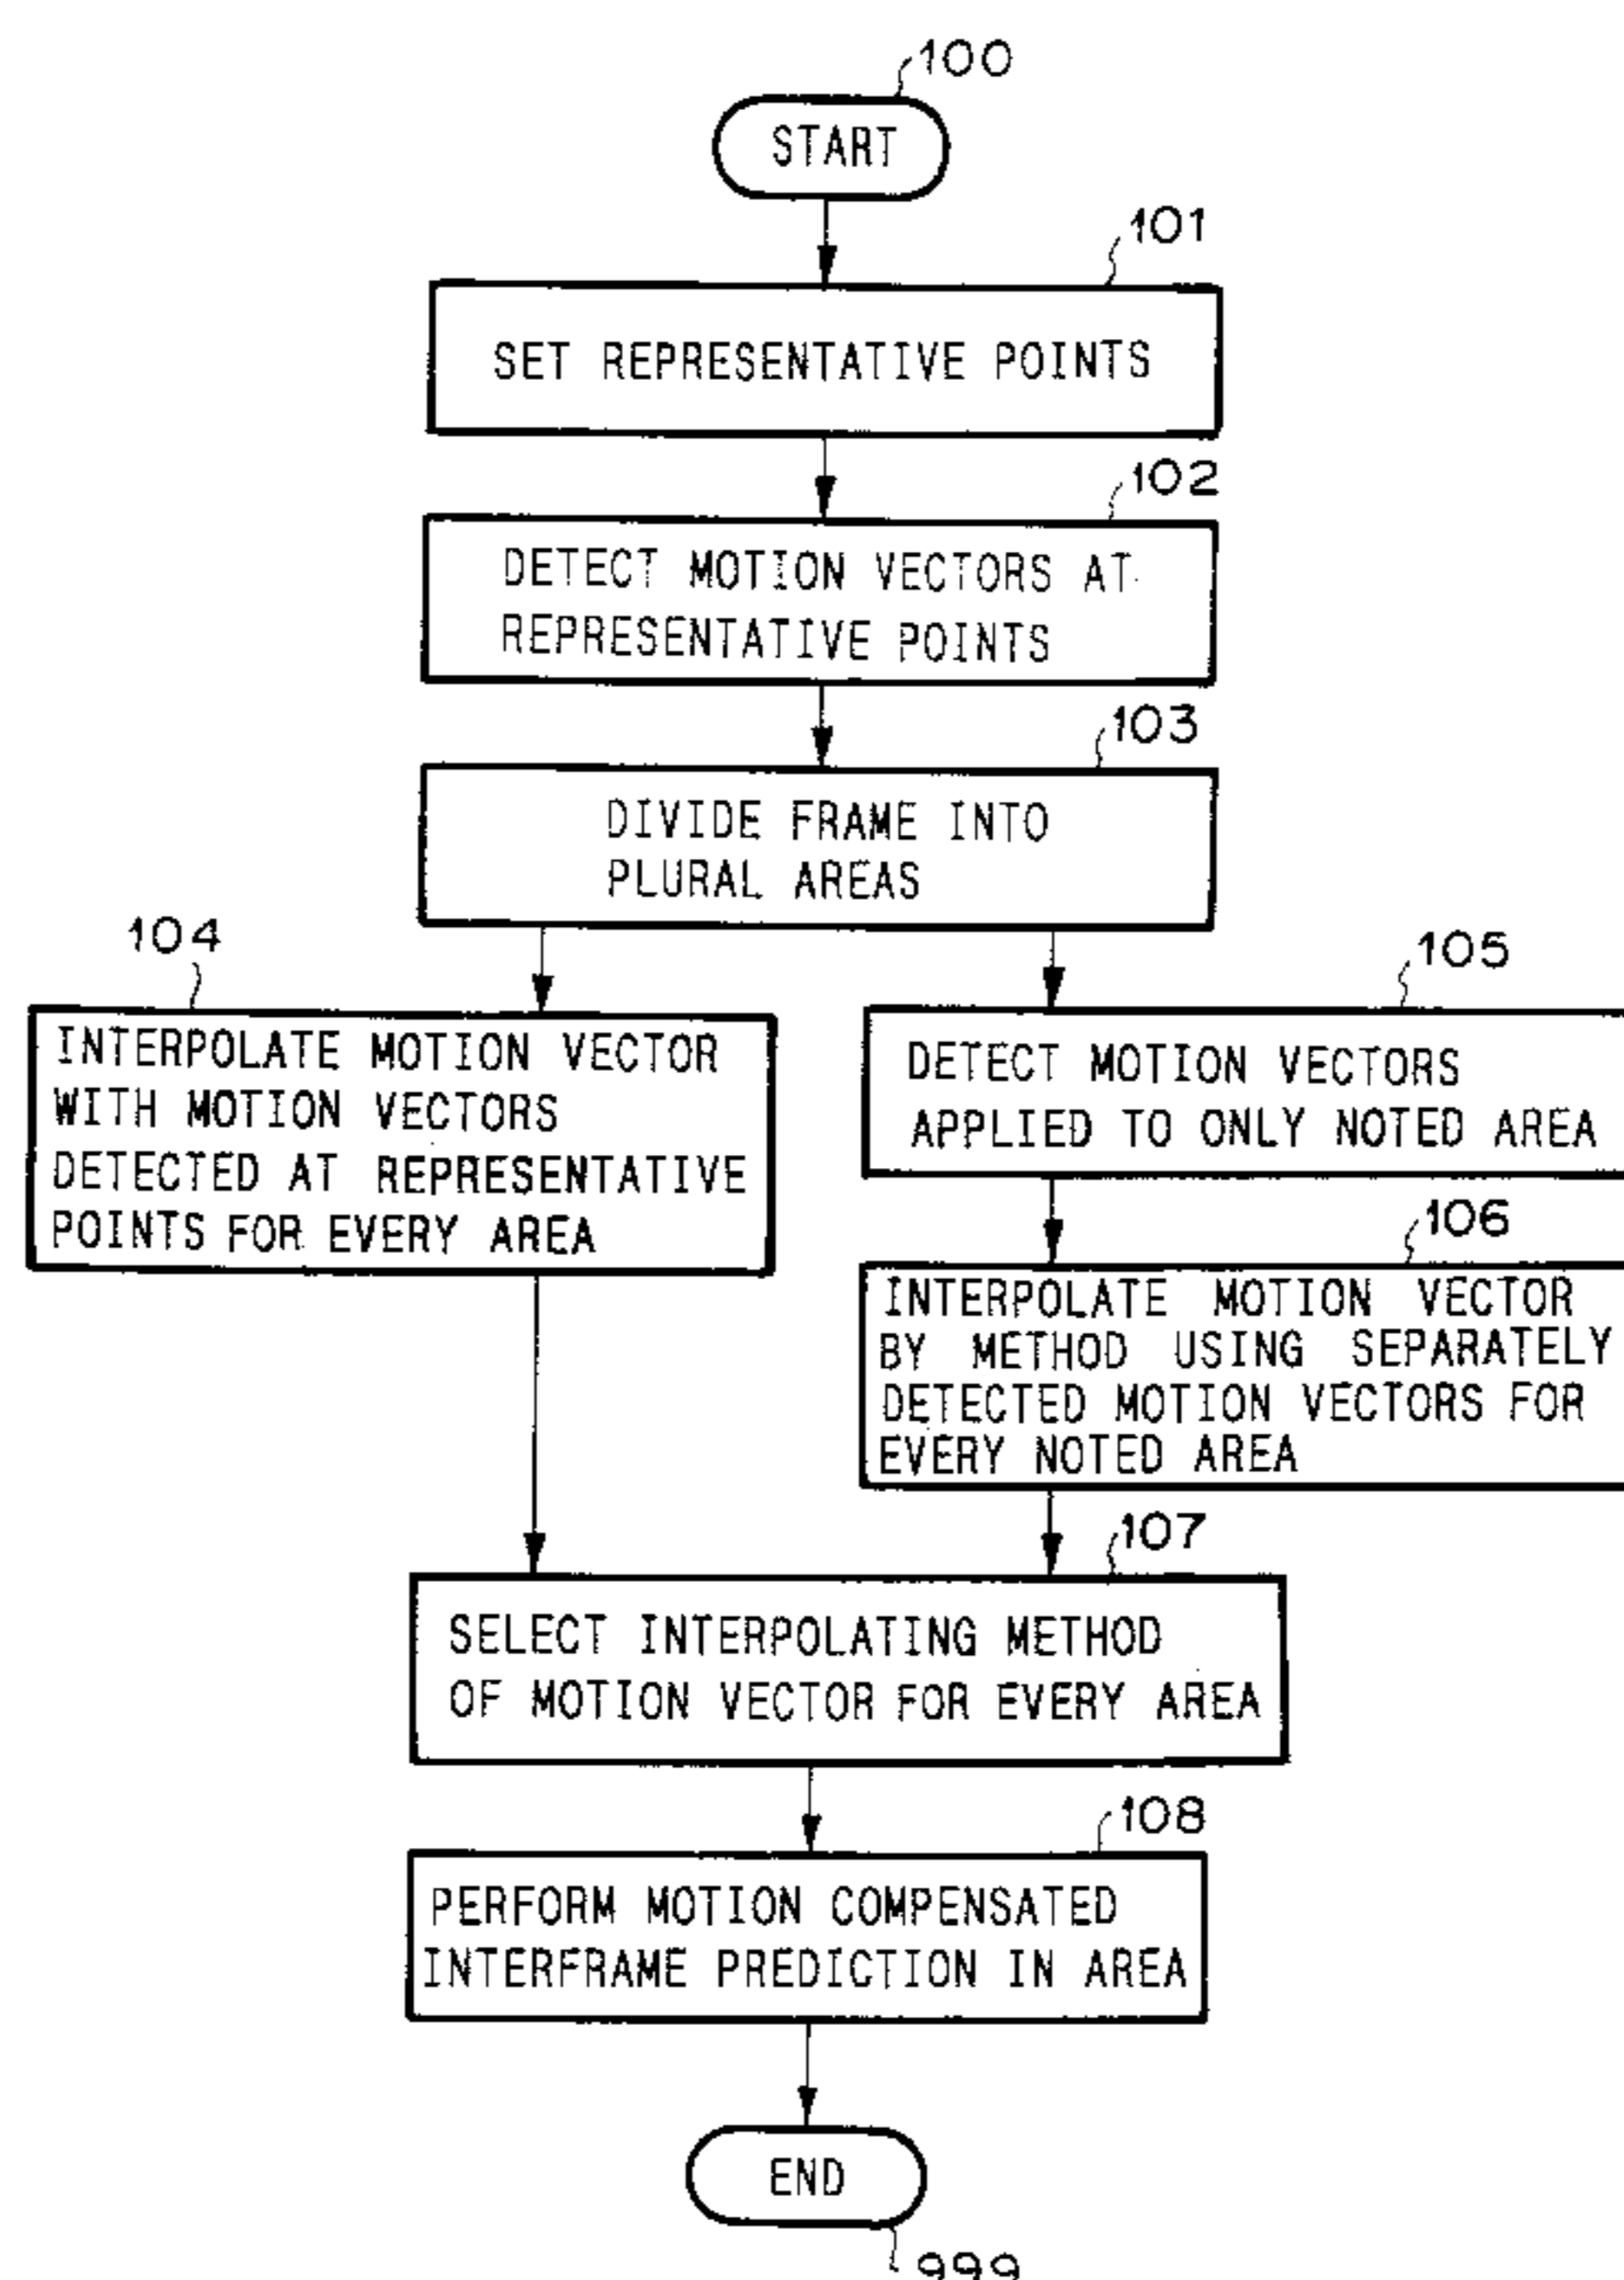 100
START
101
SET REPRESENTATIVE POINTS
102
DETECT MOTION VECTORS AT
REPRESENTATIVE POINTS
103
DIVIDE FRAME INTO
PLURAL AREAS
104
INTERPOLATE MOTION VECTOR
WITH MOTION VECTORS
DETECTED AT REPRESENTATIVE
POINTS FOR EVERY AREA
105
DETECT MOTION VECTORS
APPLIED TO ONLY NOTED AREA
106
INTERPOLATE MOTION VECTOR
BY METHOD USING SEPARATELY
DETECTED MOTION VECTORS FOR
EVERY NOTED AREA
107
SELECT INTERPOLATING METHOD
OF MOTION VECTOR FOR EVERY AREA
108
PERFORM MOTION COMPENSATED
INTERFRAME PREDICTION IN AREA
END
999